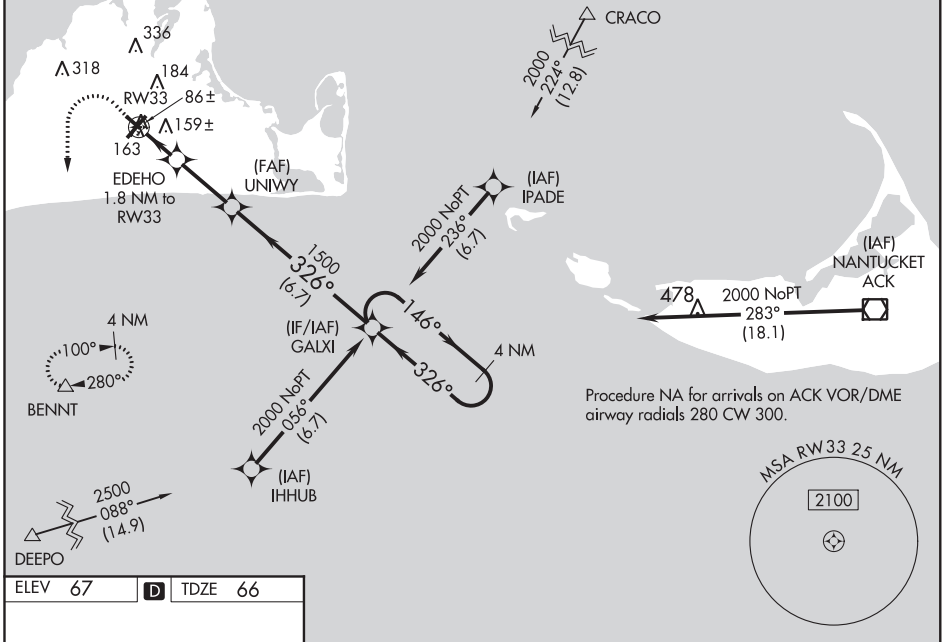 336
318
184
RW33
86±
159±
163
EDEHO
1.8 NM to
RW33
(FAF)
UNIWY
CRACO
2000
224°
(12.8)
(IAF)
IPADE
2000 NoPT
236°
(6.7)
1500
326°
(6.7)
(IF/IAF)
GALXI
146°
326°
4 NM
(IAF)
NANTUCKET
ACK
478
2000 NoPT
283°
(18.1)
4 NM
100°
280°
BENNT
2000 NoPT
056°
(6.7)
(IAF)
IHHUB
Procedure NA for arrivals on ACK VOR/DME
airway radials 280 CW 300.
MSA RW33 25 NM
2100
2500
088°
(14.9)
DEEPO
ELEV 67 D TDZE 66